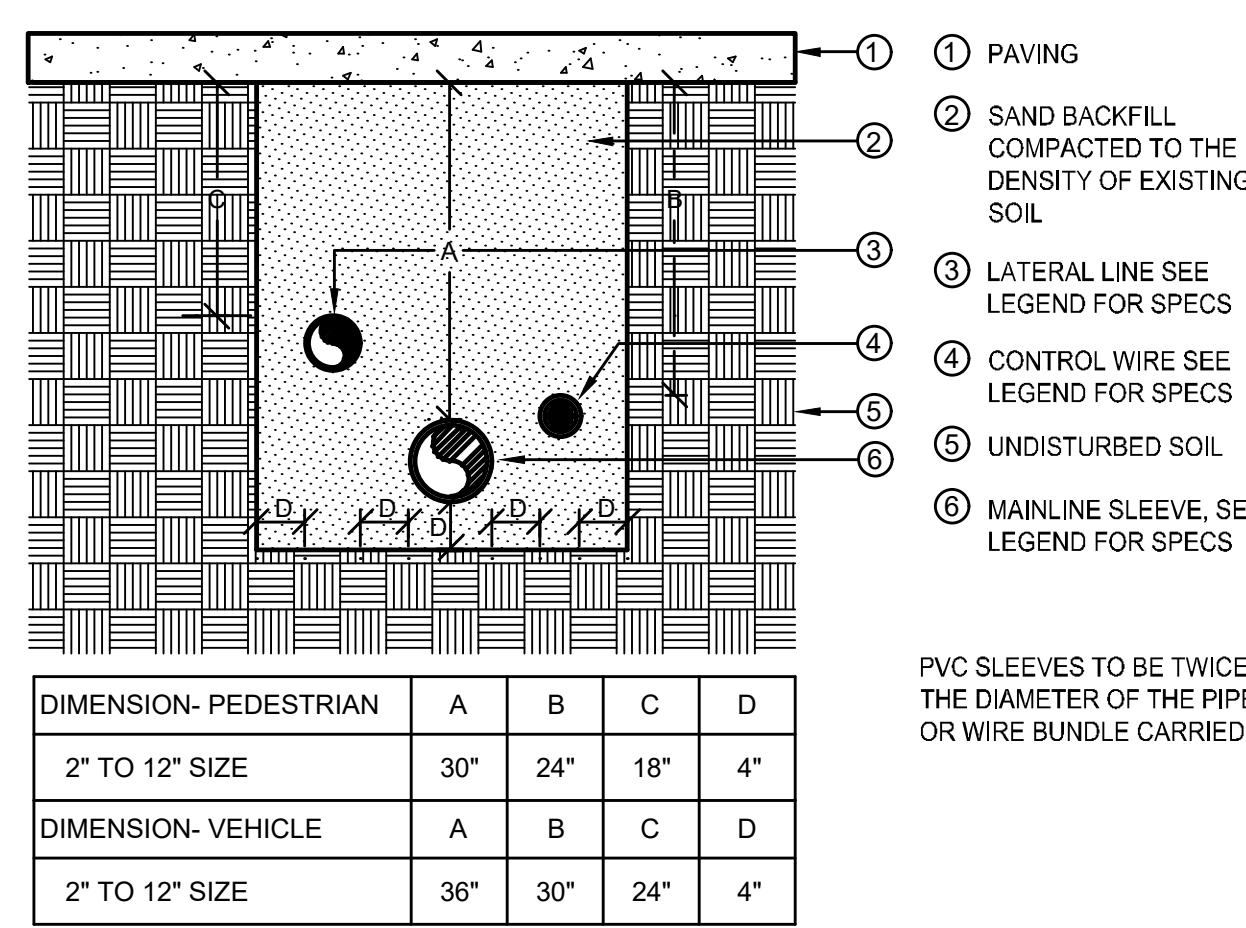 1
2
3
4
5
6
C
A
B
D
D
D
D
D
1 PAVING
2 SAND BACKFILL
COMPACTED TO THE
DENSITY OF EXISTING
SOIL
3 LATERAL LINE SEE
LEGEND FOR SPECS
4 CONTROL WIRE SEE
LEGEND FOR SPECS
5 UNDISTURBED SOIL
6 MAINLINE SLEEVE, SE
LEGEND FOR SPECS
PVC SLEEVES TO BE TWICE
THE DIAMETER OF THE PIPE
OR WIRE BUNDLE CARRIED
DIMENSION- PEDESTRIAN A B C D
2" TO 12" SIZE 30" 24" 18" 4"
DIMENSION- VEHICLE A B C D
2" TO 12" SIZE 36" 30" 24" 4"